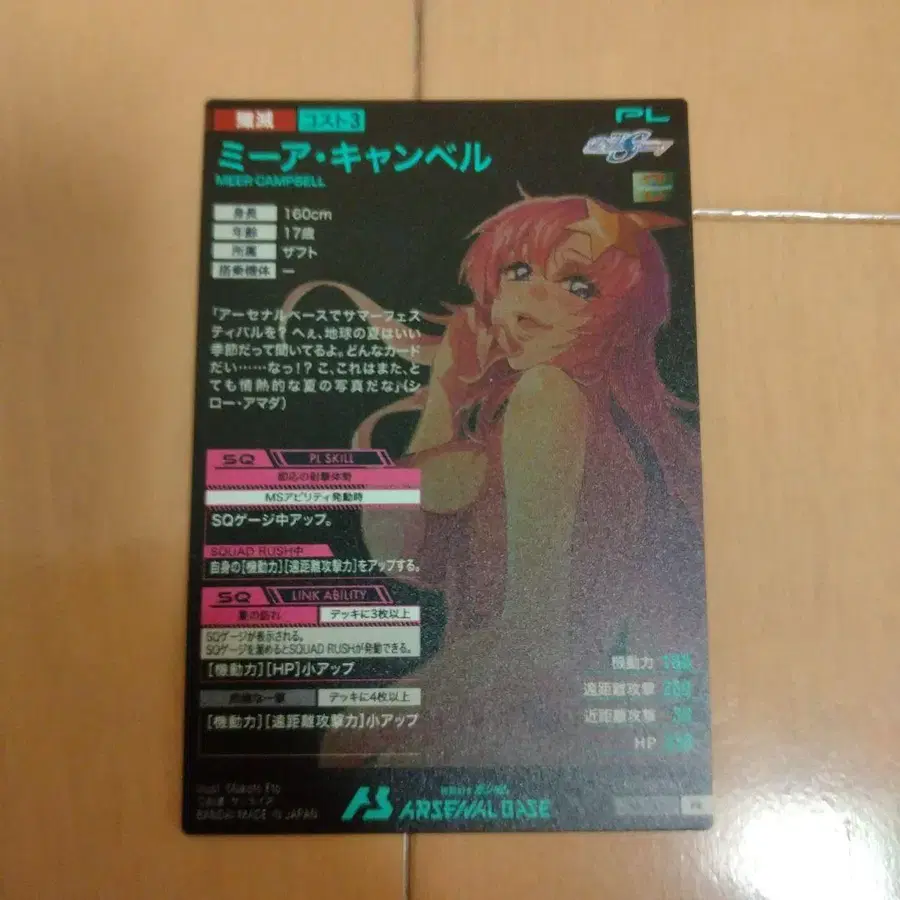 殲滅 コスト3 PL
ミーア・キャンベル
MEER CAMPBELL
身長 160cm
年齢 17歳
所属 ザフト
搭乗機体 ー
「アーセナルベースでサマーフェス
ティバルを?へぇ、地球の夏はいい
季節だって聞いてるよ。どんなカード
だい……なっ!?こ、これはまた、と
ても情熱的な夏の写真だな」(シ
ロー・アマダ)
SQ PL SKILL
即応の射撃体勢
MSアビリティ発動時
SQゲージ中アップ。
SQUAD RUSH中
自身の[機動力][遠距離攻撃力]をアップする。
SQ LINK ABILITY
デッキに3枚以上
SQゲージが表示される。
SQゲージを溜めるとSQUAD RUSHが発動できる。
[機動力][HP]小アップ
デッキに4枚以上
[機動力][遠距離攻撃力]小アップ
機動力
遠距離攻撃
近距離攻撃
HP
Illust. Makoto Eto
BANDAI MADE IN JAPAN
ARSENAL BASE
PR